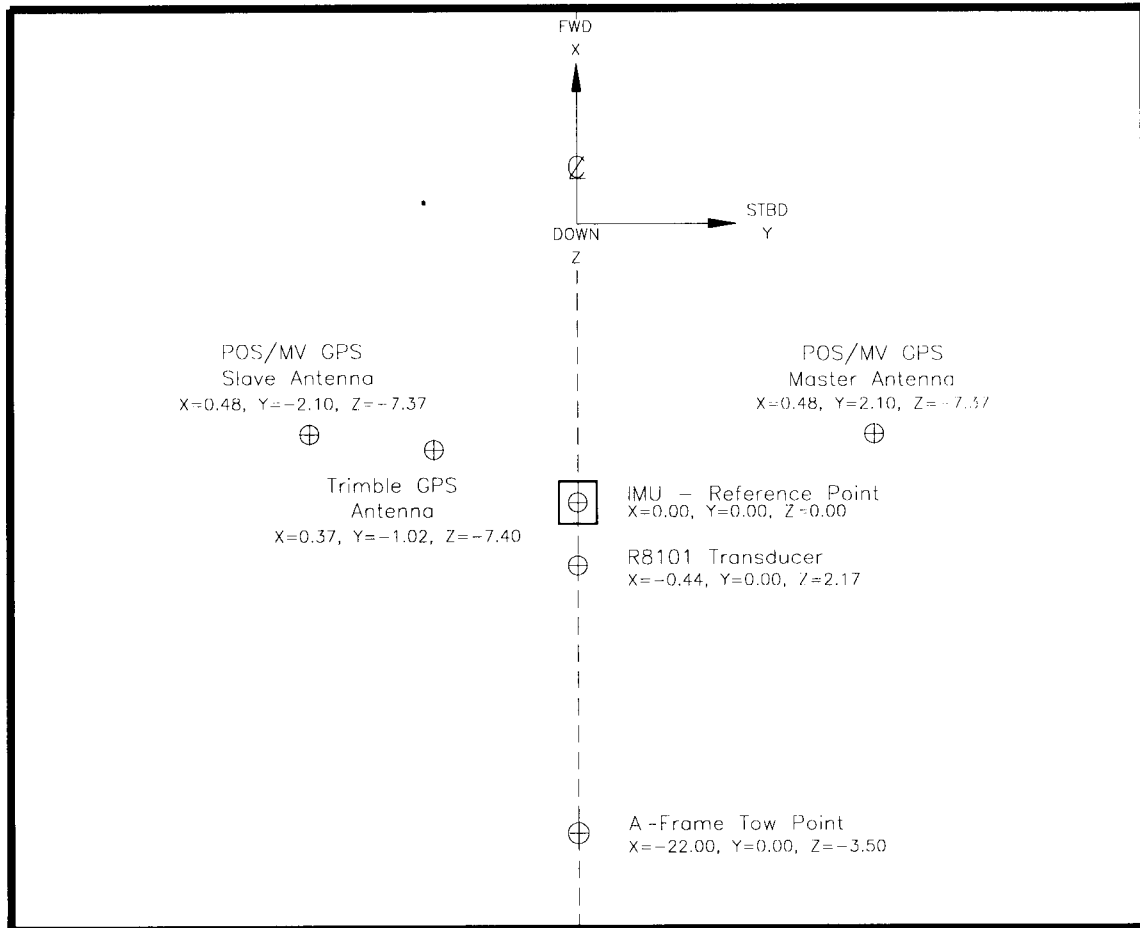 FWD
X
℄
STBD
Y
DOWN
Z
POS/MV GPS
Slave Antenna
X=0.48, Y=-2.10, Z=-7.37
POS/MV GPS
Master Antenna
X=0.48, Y=2.10, Z=-7.37
Trimble GPS
Antenna
X=0.37, Y=-1.02, Z=-7.40
IMU - Reference Point
X=0.00, Y=0.00, Z=0.00
R8101 Transducer
X=-0.44, Y=0.00, Z=2.17
A-Frame Tow Point
X=-22.00, Y=0.00, Z=-3.50